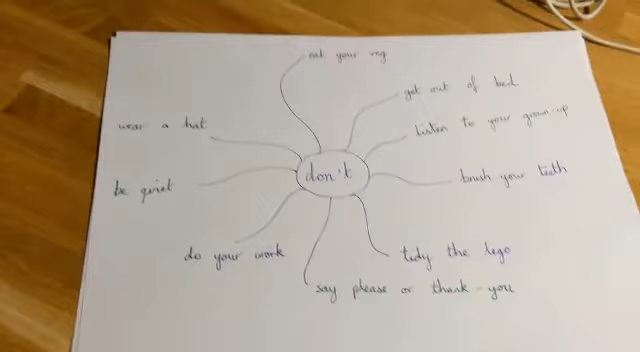 eat your veg
get out of bed
listen to your grown-up
wear a hat
don't
brush your teeth
be quiet
do your work
tidy the lego
say please or thank-you